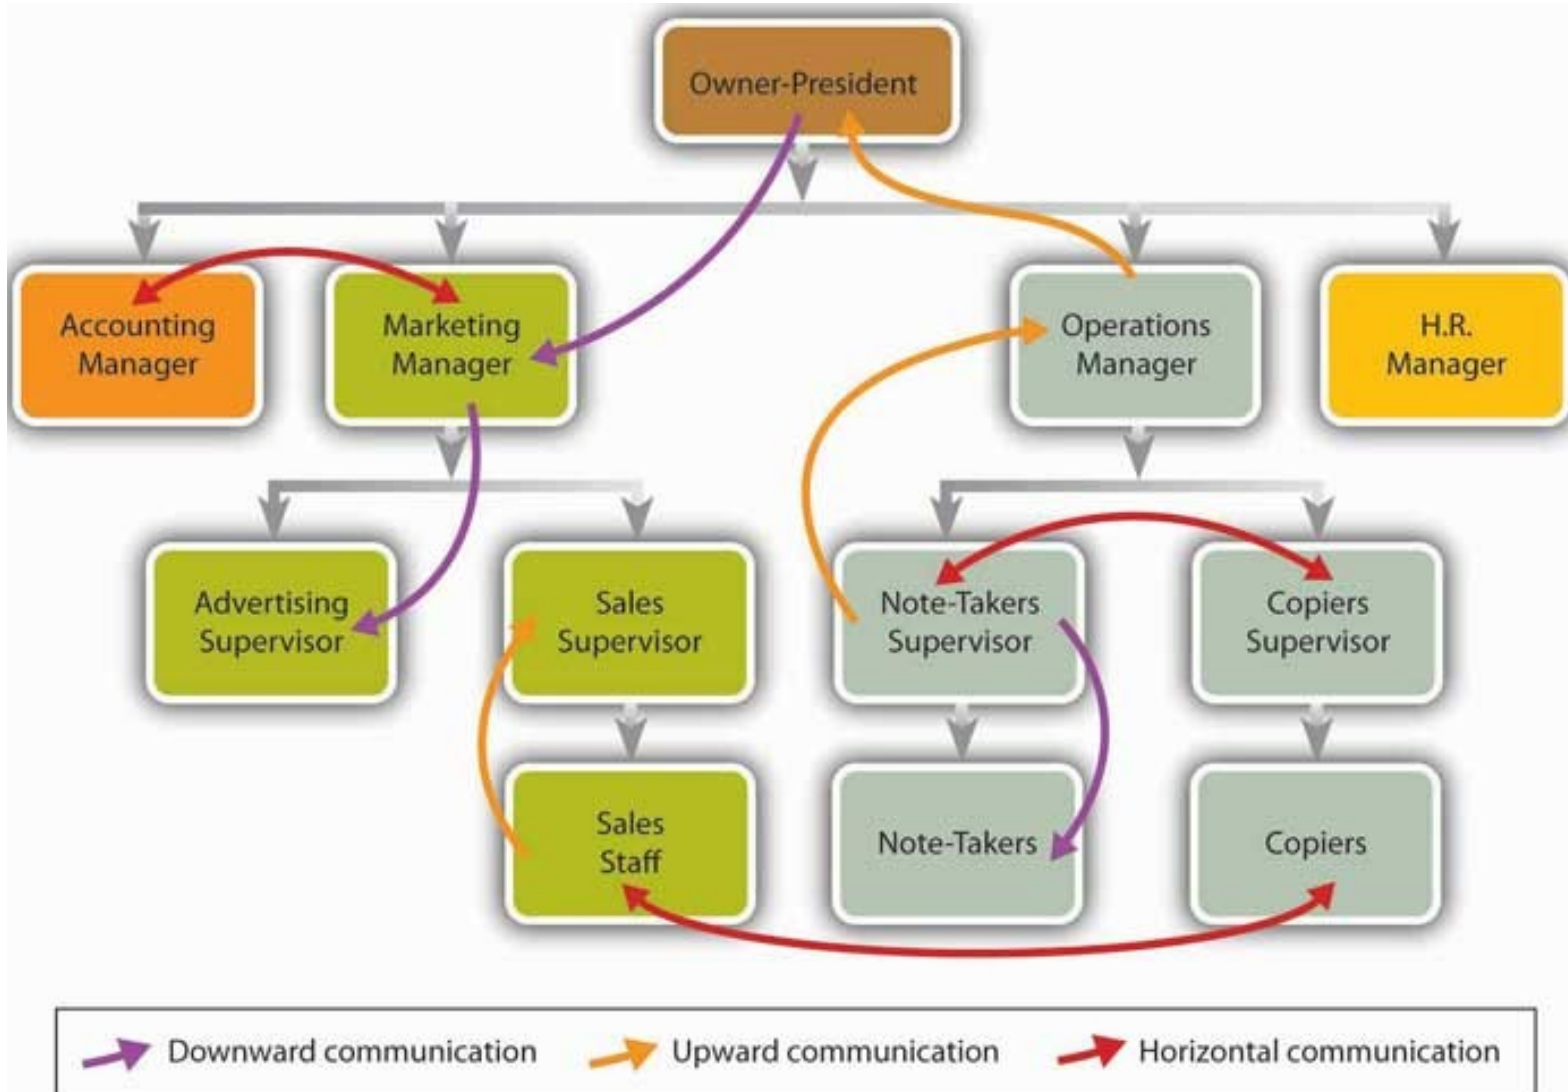 Owner-President
Accounting
Manager
Marketing
Manager
Operations
Manager
H.R.
Manager
Advertising
Supervisor
Sales
Supervisor
Note-Takers
Supervisor
Copiers
Supervisor
Sales
Staff
Note-Takers
Copiers
Downward communication
Upward communication
Horizontal communication